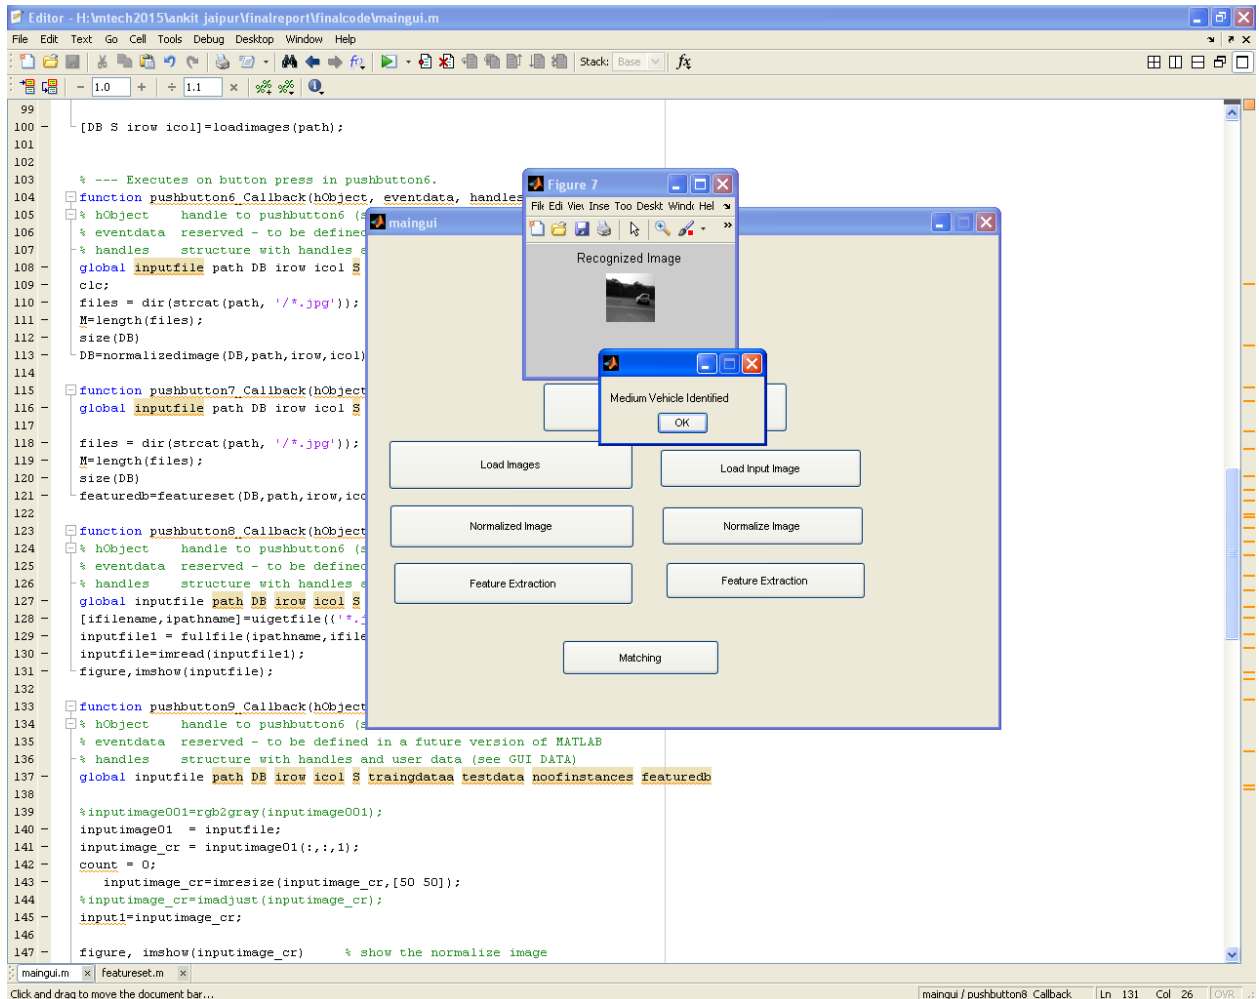 Editor - H:\mtech2015\ankit jaipur\finalreport\finalcode\maingui.m
File Edit Text Go Cell Tools Debug Desktop Window Help
Stack: Base fx
− 1.0 + ÷ 1.1 ×
99
100 − [DB S irow icol]=loadimages(path);
101
102
103 % --- Executes on button press in pushbutton6.
104 function pushbutton6_Callback(hObject, eventdata, handles
105 % hObject handle to pushbutton6 (s
106 % eventdata reserved - to be defined
107 % handles structure with handles a
108 − global inputfile path DB irow icol S
109 − clc;
110 − files = dir(strcat(path, '/*.jpg'));
111 − M=length(files);
112 − size(DB)
113 − DB=normalizedimage(DB,path,irow,icol)
114
115 function pushbutton7_Callback(hObject
116 − global inputfile path DB irow icol S
117
118 − files = dir(strcat(path, '/*.jpg'));
119 − M=length(files);
120 − size(DB)
121 − featuredb=featureset(DB,path,irow,ico
122
123 function pushbutton8_Callback(hObject
124 % hObject handle to pushbutton6 (s
125 % eventdata reserved - to be defined
126 % handles structure with handles a
127 − global inputfile path DB irow icol S
128 − [ifilename,ipathname]=uigetfile(('*.j
129 − inputfile1 = fullfile(ipathname,ifile
130 − inputfile=imread(inputfile1);
131 − figure,imshow(inputfile);
132
133 function pushbutton9_Callback(hObject
134 % hObject handle to pushbutton6 (s
135 % eventdata reserved - to be defined in a future version of MATLAB
136 % handles structure with handles and user data (see GUI DATA)
137 − global inputfile path DB irow icol S traingdataa testdata noofinstances featuredb
138
139 %inputimage001=rgb2gray(inputimage001);
140 − inputimage01 = inputfile;
141 − inputimage_cr = inputimage01(:,:,1);
142 − count = 0;
143 − inputimage_cr=imresize(inputimage_cr,[50 50]);
144 %inputimage_cr=imadjust(inputimage_cr);
145 − input1=inputimage_cr;
146
147 − figure, imshow(inputimage_cr) % show the normalize image
maingui
Figure 7
Fil Edi Viev Inse Too Deskt Windc Hel
Recognized Image
Medium Vehicle Identified
OK
Load Images
Load Input Image
Normalized Image
Normalize Image
Feature Extraction
Feature Extraction
Matching
maingui.m × featureset.m ×
Click and drag to move the document bar...
maingui / pushbutton8_Callback Ln 131 Col 26 OVR